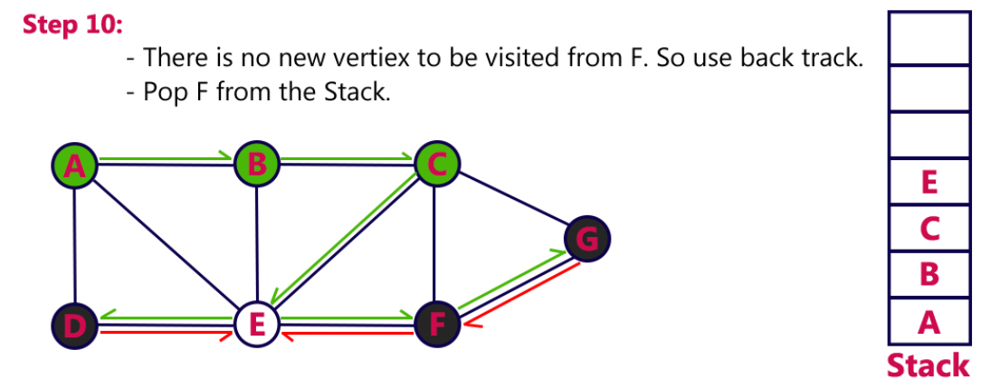 Step 10:
- There is no new vertiex to be visited from F. So use back track.
- Pop F from the Stack.
A B C
G
D E F
E
C
B
A
Stack